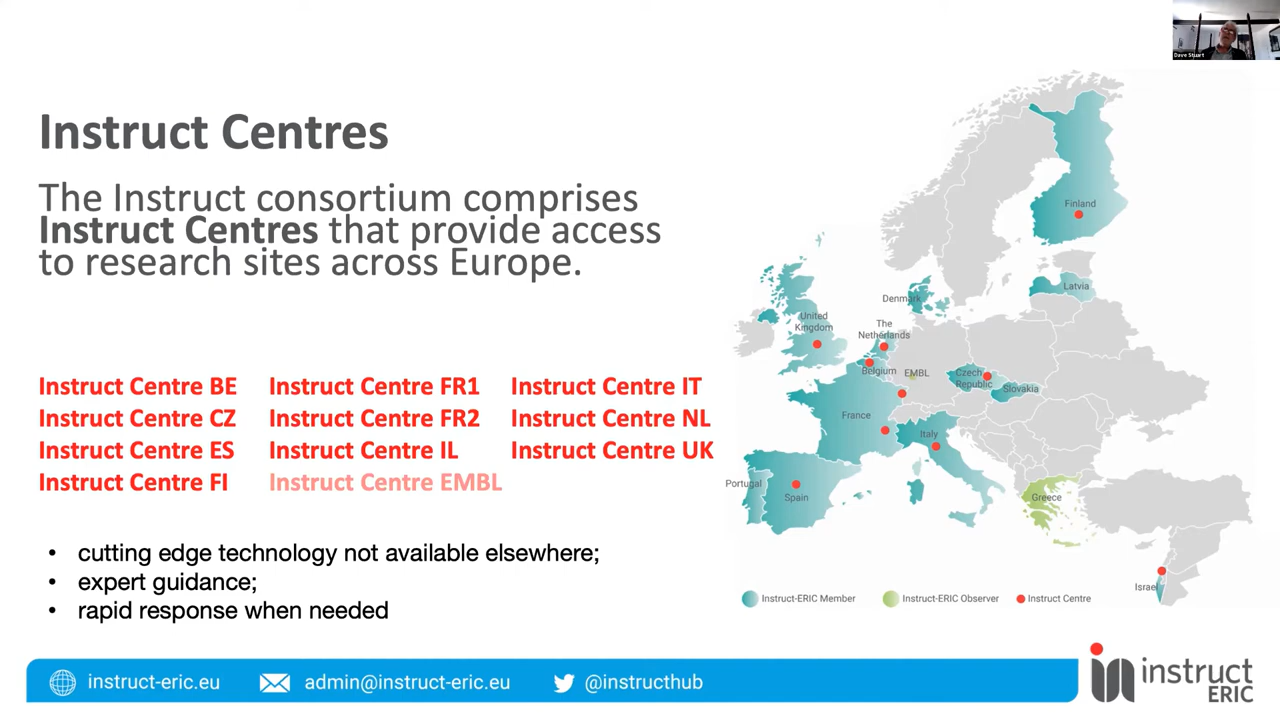 Dave Stuart
Instruct Centres
The Instruct consortium comprises
Instruct Centres that provide access
to research sites across Europe.
Instruct Centre BE
Instruct Centre CZ
Instruct Centre ES
Instruct Centre FI
Instruct Centre FR1
Instruct Centre FR2
Instruct Centre IL
Instruct Centre EMBL
Instruct Centre IT
Instruct Centre NL
Instruct Centre UK
• cutting edge technology not available elsewhere;
• expert guidance;
• rapid response when needed
Finland
Latvia
Denmark
United
Kingdom
The
Netherlands
Belgium
EMBL
Czech
Republic
Slovakia
France
Italy
Portugal
Spain
Greece
Israel
Instruct-ERIC Member
Instruct-ERIC Observer
Instruct Centre
instruct-eric.eu
admin@instruct-eric.eu
@instructhub
in instruct
ERIC